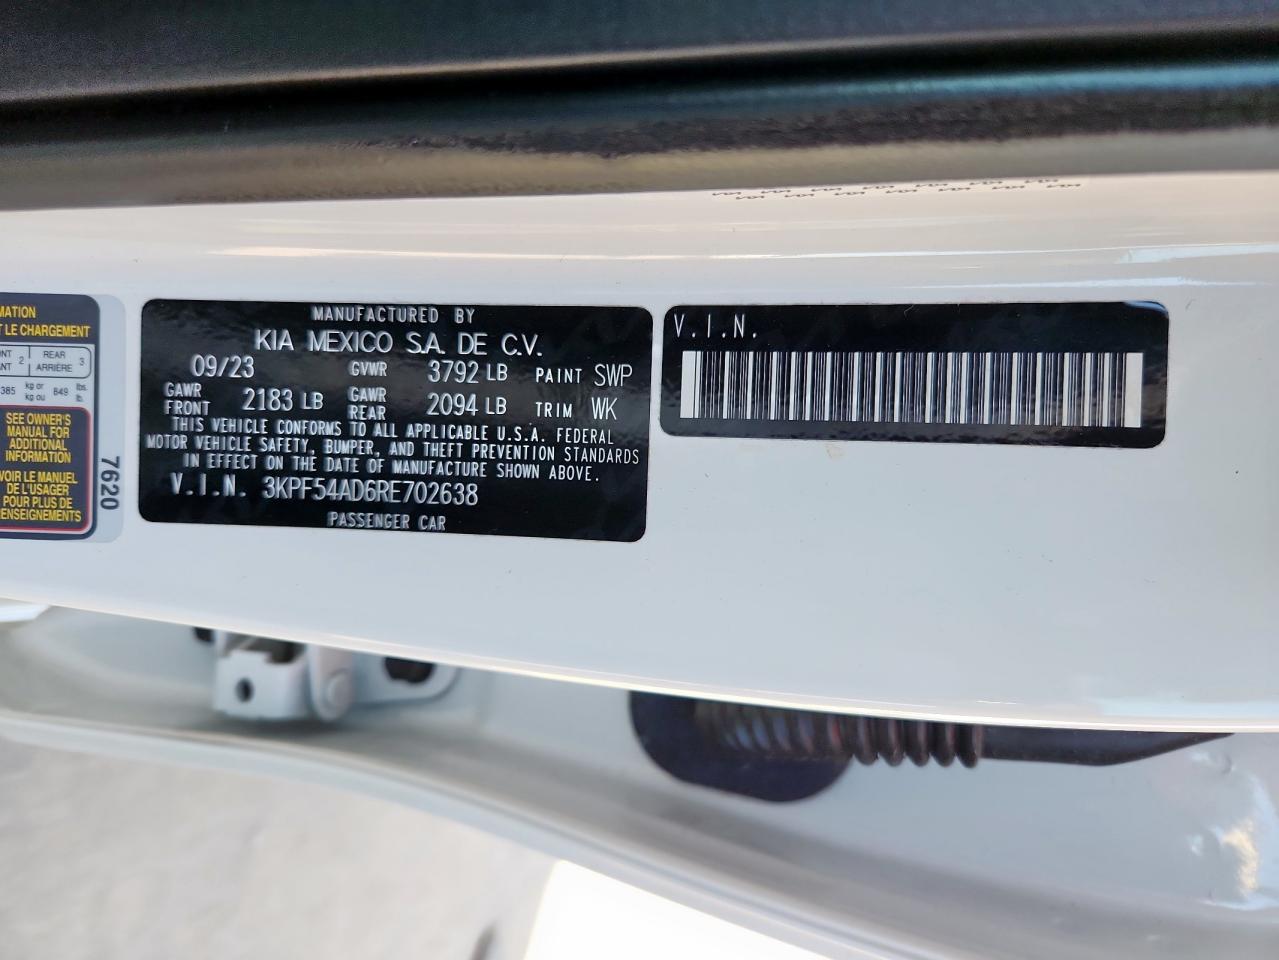 MATION
T LE CHARGEMENT
NT 2 REAR 3
ANT ARRIÈRE
385 kg or kg ou 849 lbs. lb.
SEE OWNER'S
MANUAL FOR
ADDITIONAL
INFORMATION
VOIR LE MANUEL
DE L'USAGER
POUR PLUS DE
RENSEIGNEMENTS
7620
MANUFACTURED BY
KIA MEXICO S.A. DE C.V.
09/23 GVWR 3792 LB PAINT SWP
GAWR FRONT 2183 LB GAWR REAR 2094 LB TRIM WK
THIS VEHICLE CONFORMS TO ALL APPLICABLE U.S.A. FEDERAL
MOTOR VEHICLE SAFETY, BUMPER, AND THEFT PREVENTION STANDARDS
IN EFFECT ON THE DATE OF MANUFACTURE SHOWN ABOVE.
V.I.N. 3KPF54AD6RE702638
PASSENGER CAR
V.I.N.